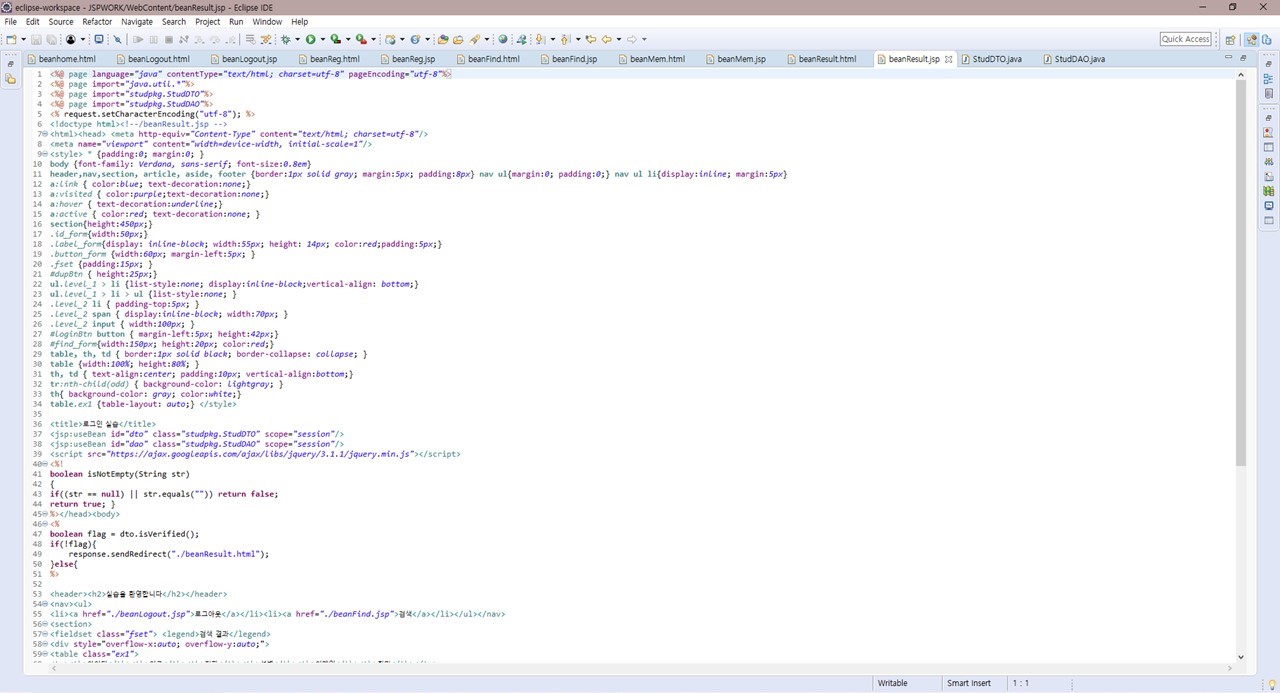 eclipse-workspace - JSPWORK/WebContent/beanResult.jsp - Eclipse IDE
File Edit Source Refactor Navigate Search Project Run Window Help
Quick Access
beanhome.html beanLogout.html beanLogout.jsp beanReg.html beanReg.jsp beanFind.html beanFind.jsp beanMem.html beanMem.jsp beanResult.html beanResult.jsp StudDTO.java StudDAO.java
1 <%@ page language="java" contentType="text/html; charset=utf-8" pageEncoding="utf-8"%>
2 <%@ page import="java.util.*"%>
3 <%@ page import="studpkg.StudDTO"%>
4 <%@ page import="studpkg.StudDAO"%>
5 <% request.setCharacterEncoding("utf-8"); %>
6 <!doctype html><!--/beanResult.jsp -->
7 <html><head> <meta http-equiv="Content-Type" content="text/html; charset=utf-8"/>
8 <meta name="viewport" content="width=device-width, initial-scale=1"/>
9 <style> * {padding:0; margin:0; }
10 body {font-family: Verdana, sans-serif; font-size:0.8em}
11 header,nav,section, article, aside, footer {border:1px solid gray; margin:5px; padding:8px} nav ul{margin:0; padding:0;} nav ul li{display:inline; margin:5px}
12 a:link { color:blue; text-decoration:none;}
13 a:visited { color:purple;text-decoration:none;}
14 a:hover { text-decoration:underline;}
15 a:active { color:red; text-decoration:none; }
16 section{height:450px;}
17 .id_form{width:50px;}
18 .label_form{display: inline-block; width:55px; height: 14px; color:red;padding:5px;}
19 .button_form {width:60px; margin-left:5px; }
20 .fset {padding:15px; }
21 #dupBtn { height:25px;}
22 ul.level_1 > li {list-style:none; display:inline-block;vertical-align: bottom;}
23 ul.level_1 > li > ul {list-style:none; }
24 .level_2 li { padding-top:5px; }
25 .level_2 span { display:inline-block; width:70px; }
26 .level_2 input { width:100px; }
27 #loginBtn button { margin-left:5px; height:42px;}
28 #find_form{width:150px; height:20px; color:red;}
29 table, th, td { border:1px solid black; border-collapse: collapse; }
30 table {width:100%; height:80%; }
31 th, td { text-align:center; padding:10px; vertical-align:bottom;}
32 tr:nth-child(odd) { background-color: lightgray; }
33 th{ background-color: gray; color:white;}
34 table.ex1 {table-layout: auto;} </style>
35
36 <title>로그인 실습</title>
37 <jsp:useBean id="dto" class="studpkg.StudDTO" scope="session"/>
38 <jsp:useBean id="dao" class="studpkg.StudDAO" scope="session"/>
39 <script src="https://ajax.googleapis.com/ajax/libs/jquery/3.1.1/jquery.min.js"></script>
40 <%!
41 boolean isNotEmpty(String str)
42 {
43 if((str == null) || str.equals("")) return false;
44 return true; }
45 %></head><body>
46 <%
47 boolean flag = dto.isVerified();
48 if(!flag){
49 response.sendRedirect("./beanResult.html");
50 }else{
51 %>
52
53 <header><h2>실습을 환영합니다</h2></header>
54 <nav><ul>
55 <li><a href="./beanLogout.jsp">로그아웃</a></li><li><a href="./beanFind.jsp">검색</a></li></ul></nav>
56 <section>
57 <fieldset class="fset"> <legend>검색 결과</legend>
58 <div style="overflow-x:auto; overflow-y:auto;">
59 <table class="ex1">
Writable Smart Insert 1 : 1